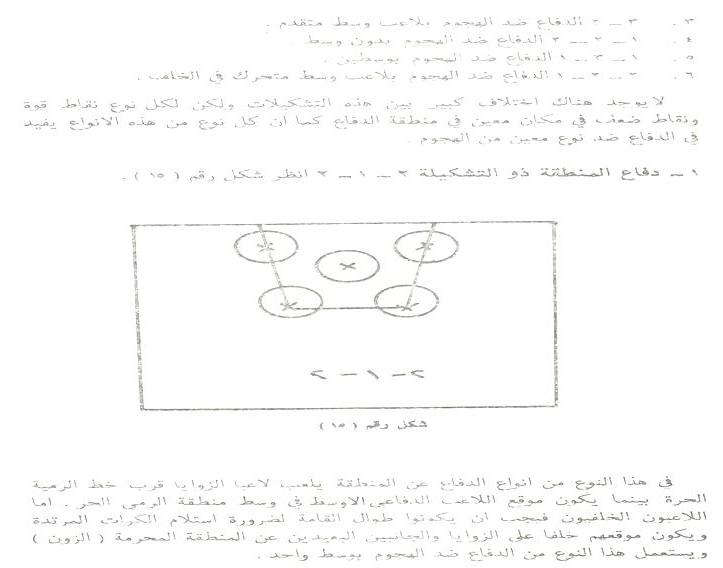 ٣ . ٣ – ٢ الدفاع ضد الهجوم بلاعب وسط متقدم .
٤ . ١ – ٢ – ٢ الدفاع ضد الهجوم بدون وسط
٥ . ١ – ٣ – ١ الدفاع ضد الهجوم بوسطين .
٦ . ٢ – ٢ – ١ الدفاع ضد الهجوم بلاعب وسط متحرك في الخلف .
لا يوجد هناك اختلاف كبير بين هذه التشكيلات ولكن لكل نوع نقاط قوة
ونقاط ضعف في مكان معين في منطقة الدفاع كما ان كل نوع من هذه الانواع يفيد
في الدفاع ضد نوع معين من الهجوم .
١ – دفاع المنطقة ذو التشكيلة ٢ – ١ – ٢ انظر شكل رقم ( ١٥ ) .
٢ – ١ – ٢
شكل رقم ( ١٥ )
في هذا النوع من انواع الدفاع عن المنطقة يلعب لاعبا الزوايا قرب خط الرمية
الحرة بينما يكون موقع اللاعب الدفاعي الاوسط في وسط منطقة الرمي الحر . اما
اللاعبون الخلفيون فيجب ان يكونوا طوال القامة لضرورة استلام الكرات المرتدة
ويكون موقعهم خلفا على الزوايا والجانبين البعيدين عن المنطقة المحرمة ( الزون )
ويستعمل هذا النوع من الدفاع ضد الهجوم بوسط واحد .